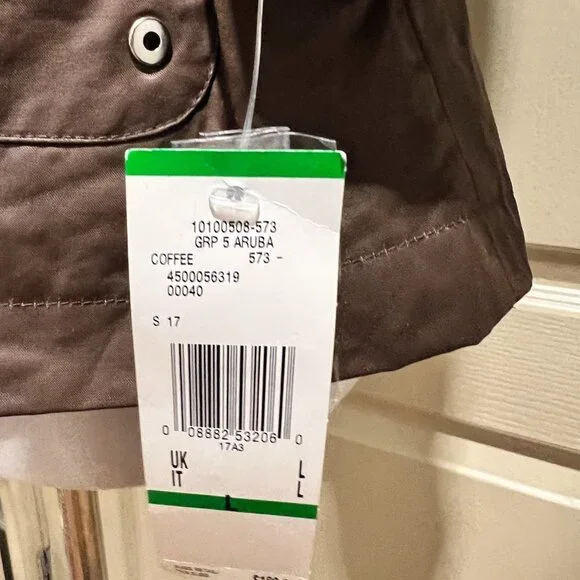 10100508-573
GRP 5 ARUBA
COFFEE 573 -
4500056319
00040
S 17
0 08882 53206 0
17A3
UK L
IT L
L